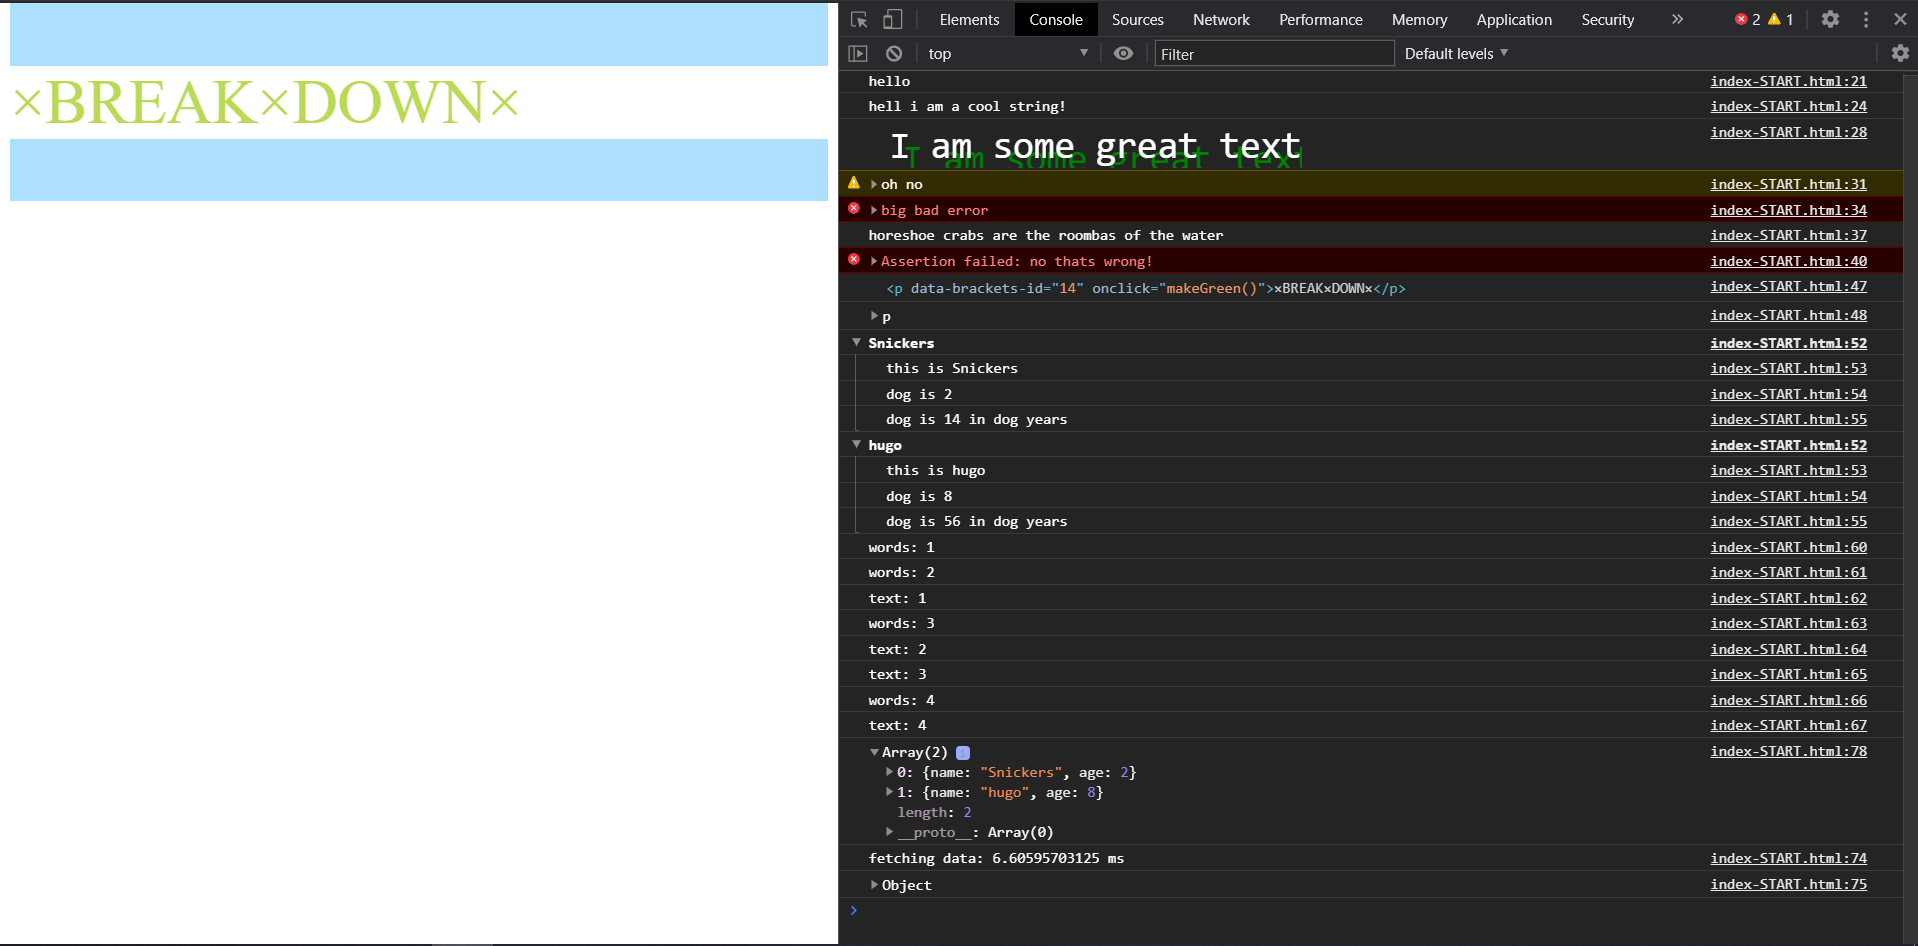 ×BREAK×DOWN×
Elements Console Sources Network Performance Memory Application Security » 2 1
top Filter Default levels
hello index-START.html:21
hell i am a cool string! index-START.html:24
I am some great text index-START.html:28
oh no index-START.html:31
big bad error index-START.html:34
horeshoe crabs are the roombas of the water index-START.html:37
Assertion failed: no thats wrong! index-START.html:40
<p data-brackets-id="14" onclick="makeGreen()">×BREAK×DOWN×</p> index-START.html:47
p index-START.html:48
Snickers index-START.html:52
this is Snickers index-START.html:53
dog is 2 index-START.html:54
dog is 14 in dog years index-START.html:55
hugo index-START.html:52
this is hugo index-START.html:53
dog is 8 index-START.html:54
dog is 56 in dog years index-START.html:55
words: 1 index-START.html:60
words: 2 index-START.html:61
text: 1 index-START.html:62
words: 3 index-START.html:63
text: 2 index-START.html:64
text: 3 index-START.html:65
words: 4 index-START.html:66
text: 4 index-START.html:67
Array(2) i index-START.html:78
0: {name: "Snickers", age: 2}
1: {name: "hugo", age: 8}
length: 2
__proto__: Array(0)
fetching data: 6.60595703125 ms index-START.html:74
Object index-START.html:75